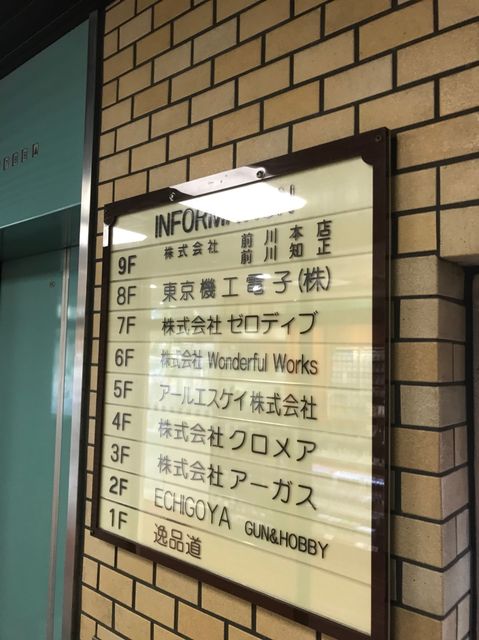 INFORM
9F 株式会社 前川本店
前川知正
8F 東京機工電子(株)
7F 株式会社ゼロディブ
6F 株式会社 Wonderful Works
5F アールエスケイ株式会社
4F 株式会社クロメア
3F 株式会社アーガス
2F ECHIGOYA GUN&HOBBY
1F 逸品道